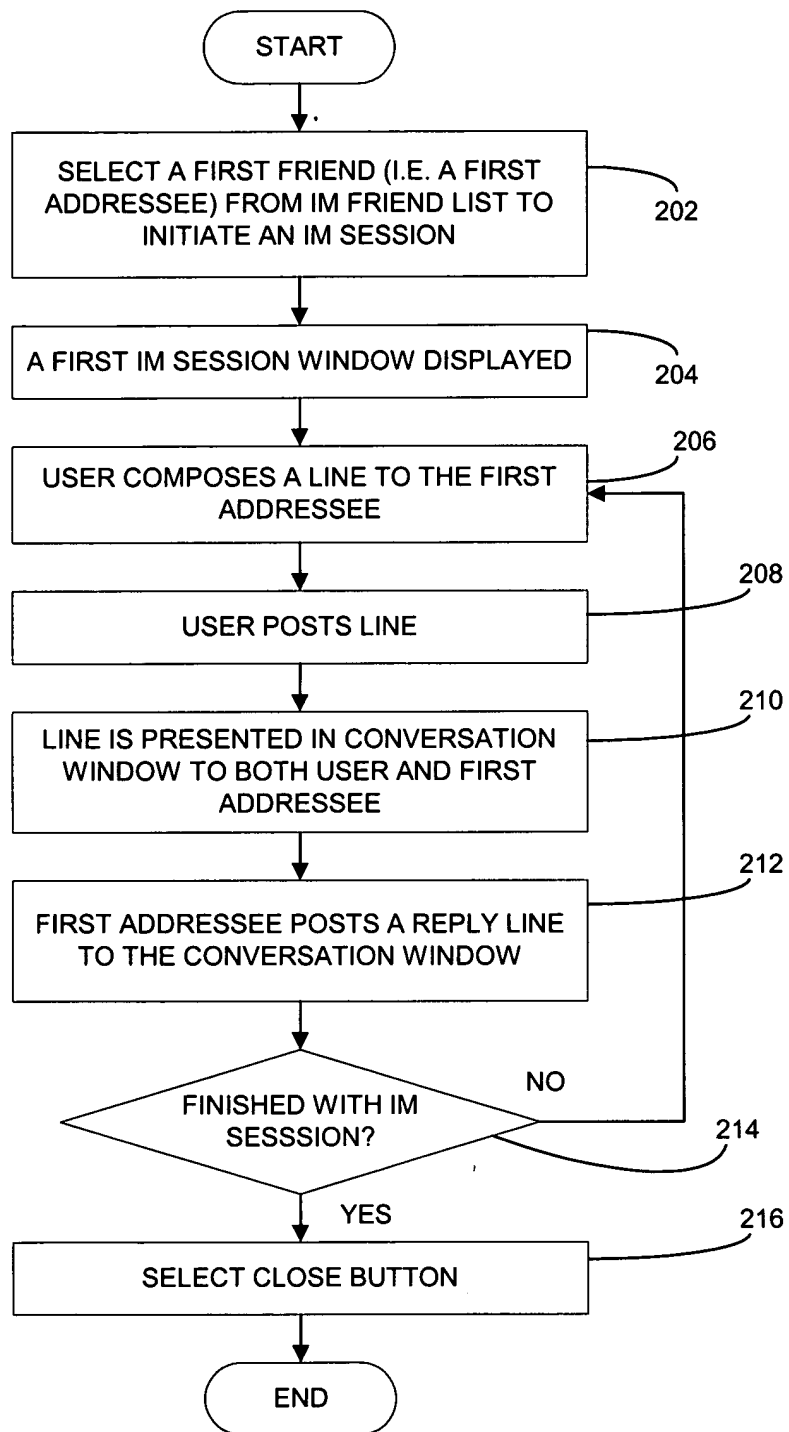 START
SELECT A FIRST FRIEND (I.E. A FIRST
ADDRESSEE) FROM IM FRIEND LIST TO
INITIATE AN IM SESSION
202
A FIRST IM SESSION WINDOW DISPLAYED
204
206
USER COMPOSES A LINE TO THE FIRST
ADDRESSEE
208
USER POSTS LINE
210
LINE IS PRESENTED IN CONVERSATION
WINDOW TO BOTH USER AND FIRST
ADDRESSEE
212
FIRST ADDRESSEE POSTS A REPLY LINE
TO THE CONVERSATION WINDOW
NO
FINISHED WITH IM
SESSSION?
214
YES
216
SELECT CLOSE BUTTON
END